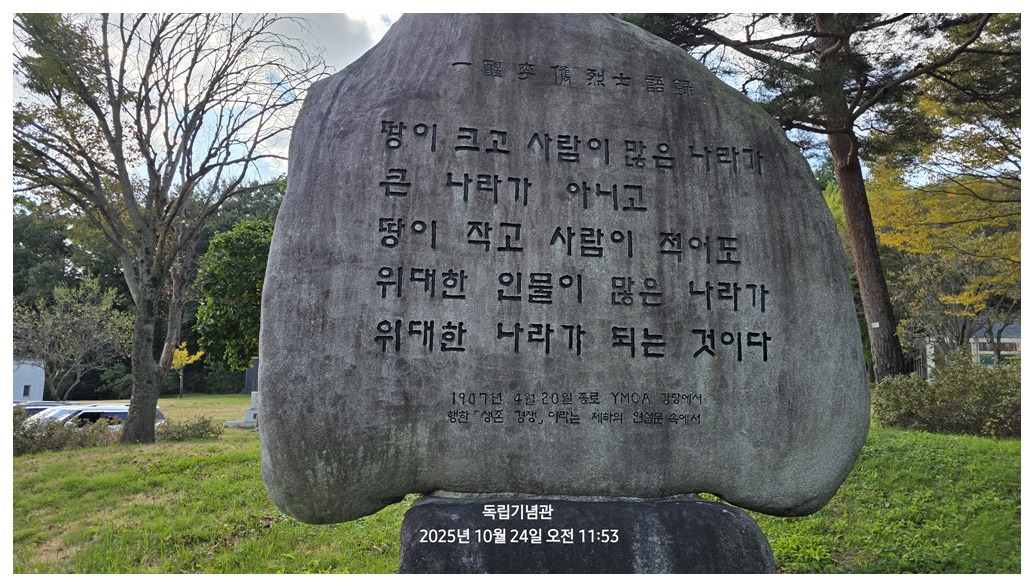 一醒 李儁 烈士 語錄
땅이 크고 사람이 많은 나라가
큰 나라가 아니고
땅이 작고 사람이 적어도
위대한 인물이 많은 나라가
위대한 나라가 되는 것이다
1907년 4월 20일 종로 YMCA 강당에서
행한 「생존 경쟁」이라는 제하의 연설문 속에서
독립기념관
2025년 10월 24일 오전 11:53